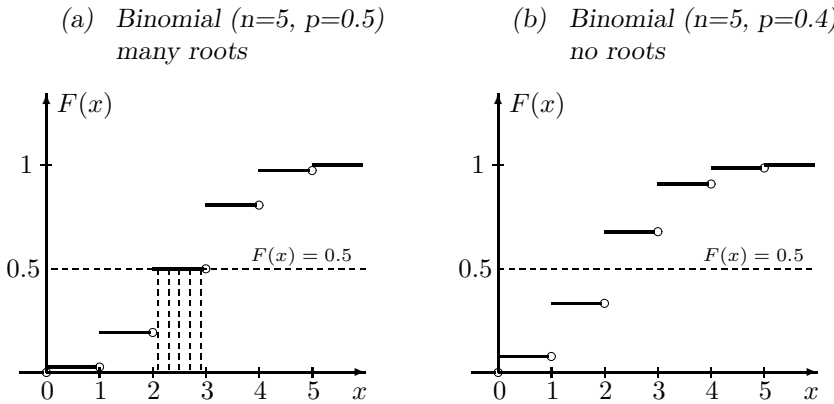 (a) Binomial (n=5, p=0.5)
many roots
F(x)
1
0.5
F(x) = 0.5
0 1 2 3 4 5 x
(b) Binomial (n=5, p=0.4)
no roots
F(x)
1
0.5
F(x) = 0.5
0 1 2 3 4 5 x